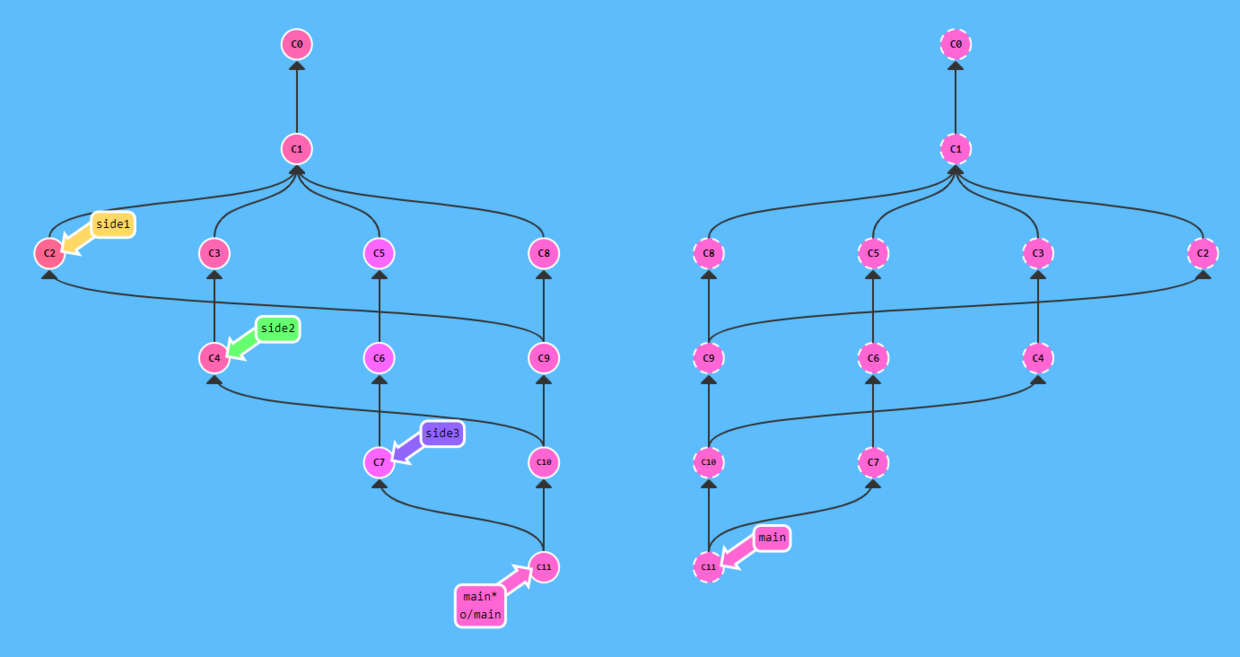 C0
C0
C1
C1
side1
C2
C3
C5
C8
C8
C5
C3
C2
side2
C4
C6
C9
C9
C6
C4
side3
C7
C10
C10
C7
main
C11
C11
main*
o/main